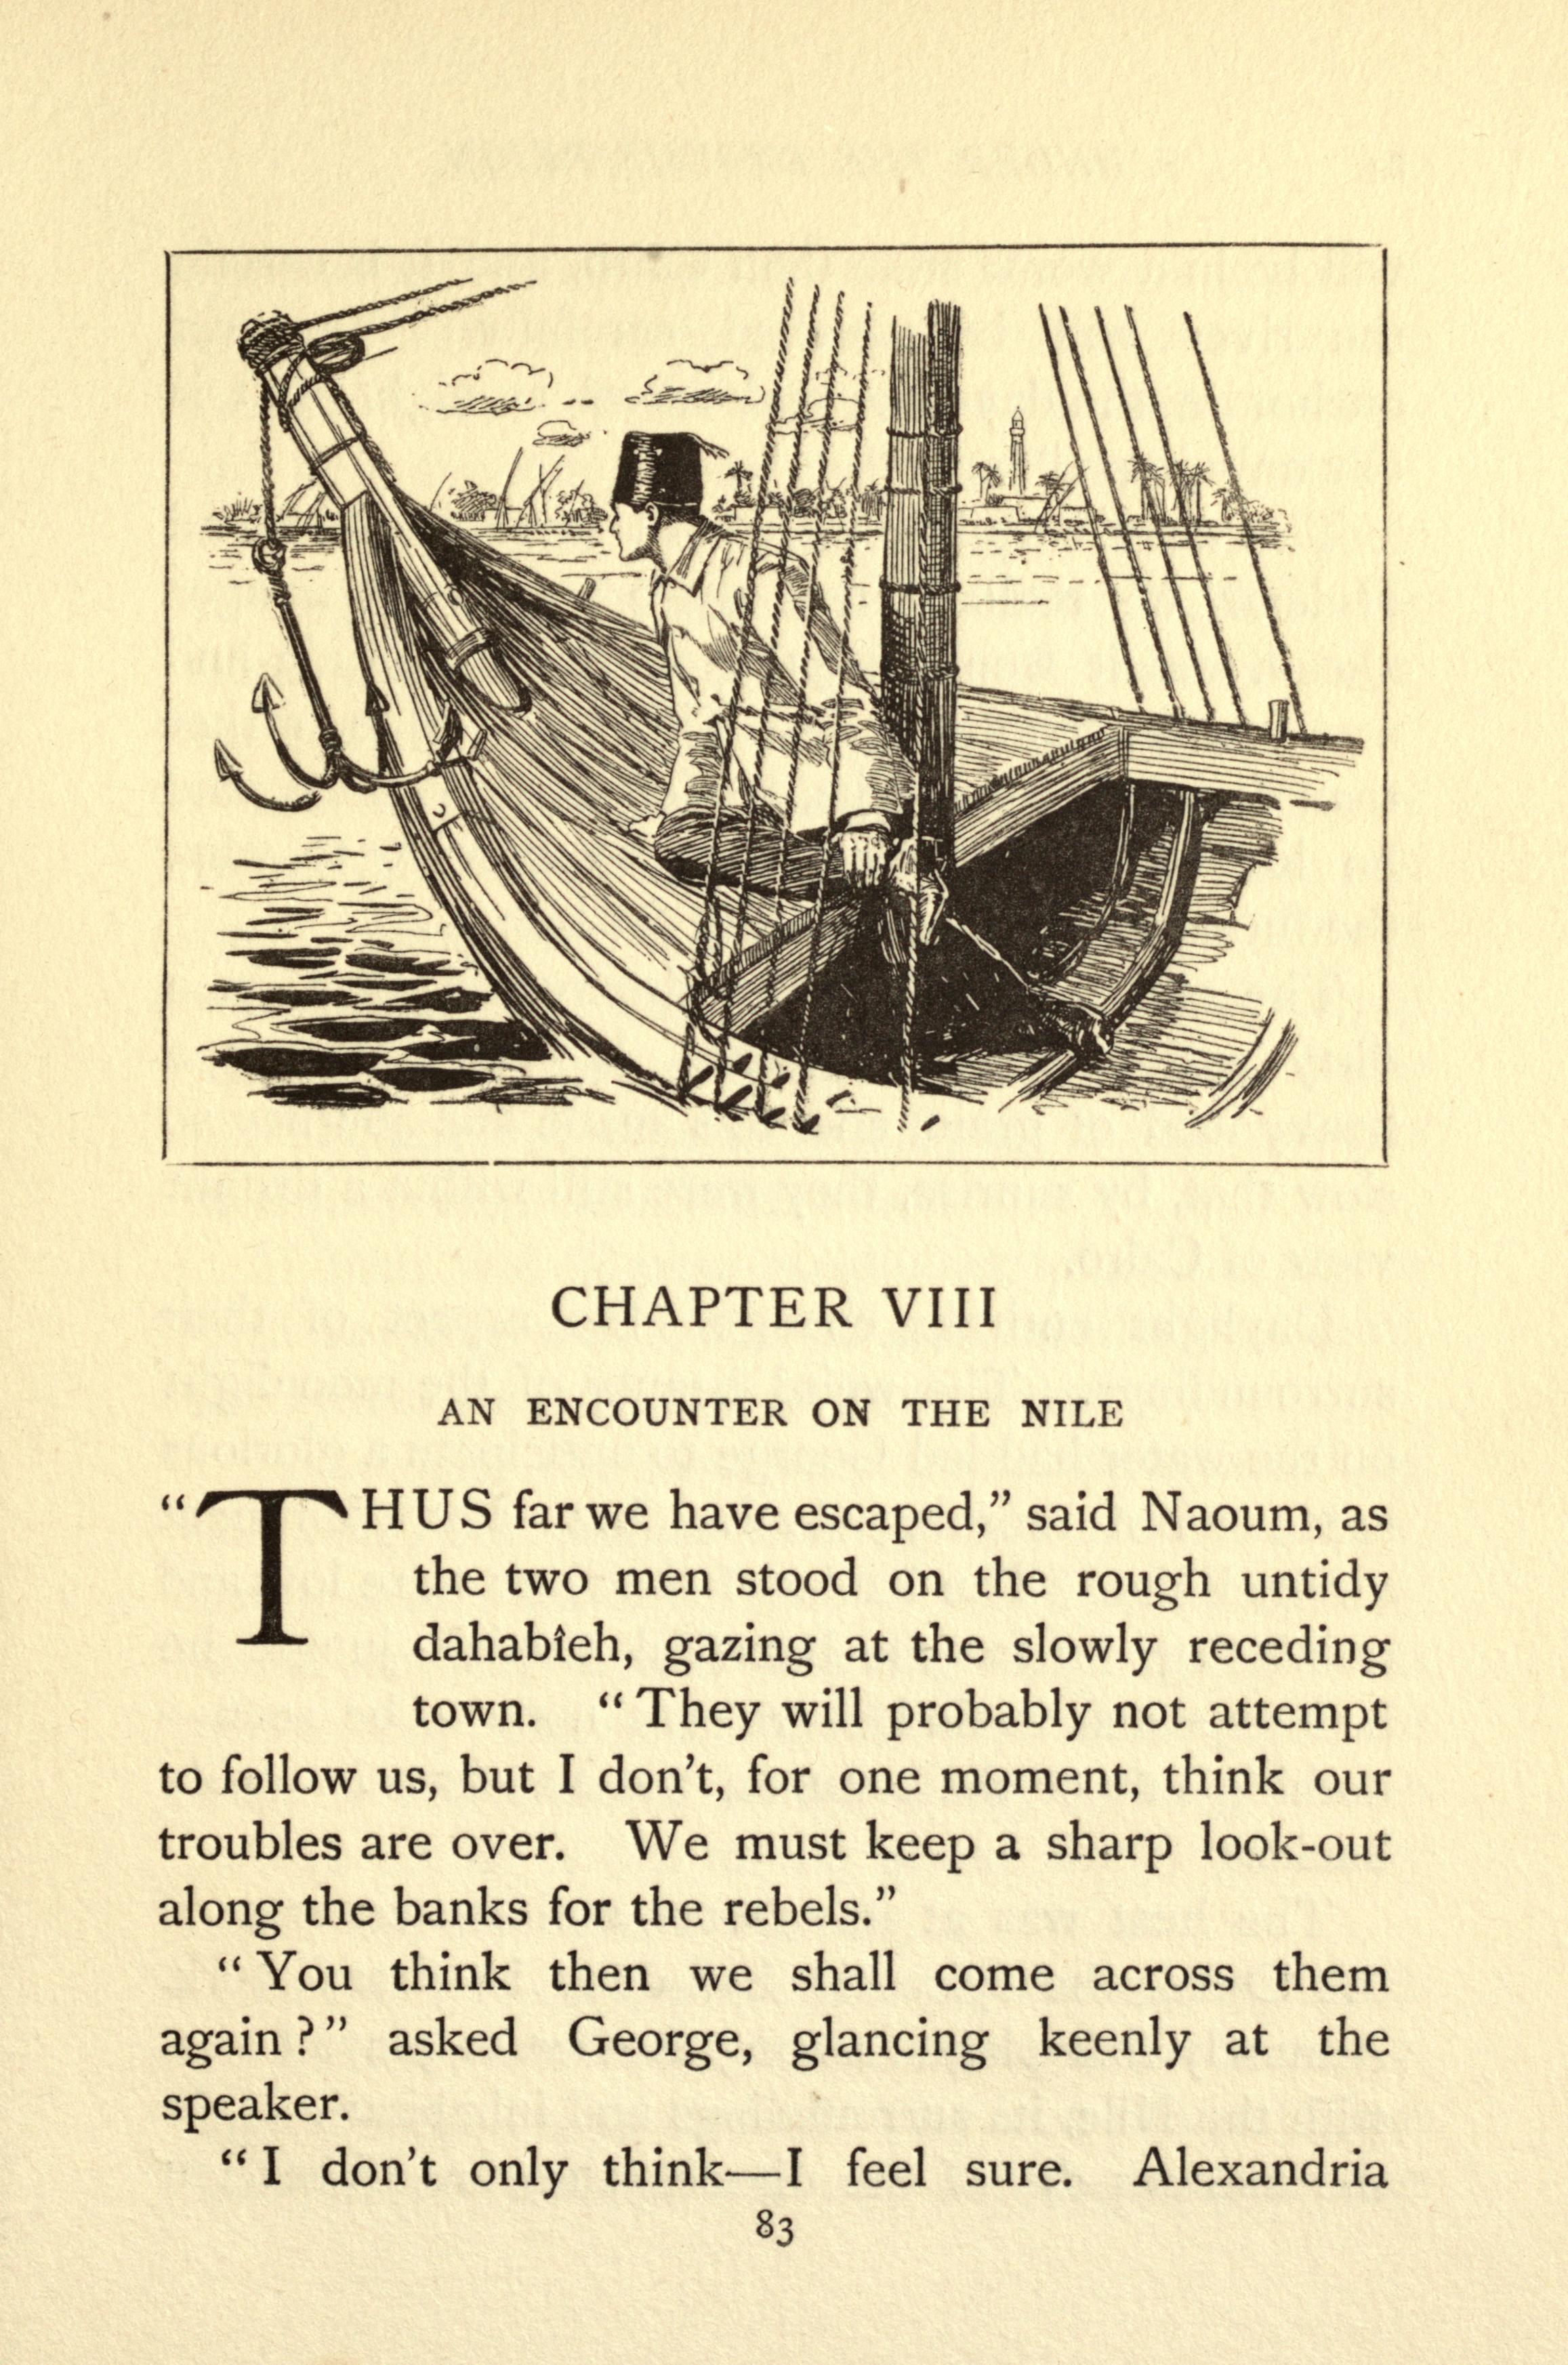 CHAPTER VIII
AN ENCOUNTER ON THE NILE
“THUS far we have escaped,” said Naoum, as
the two men stood on the rough untidy
dahabîeh, gazing at the slowly receding
town. “They will probably not attempt
to follow us, but I don't, for one moment, think our
troubles are over. We must keep a sharp look-out
along the banks for the rebels.”
“You think then we shall come across them
again?” asked George, glancing keenly at the
speaker.
“I don't only think—I feel sure. Alexandria
83